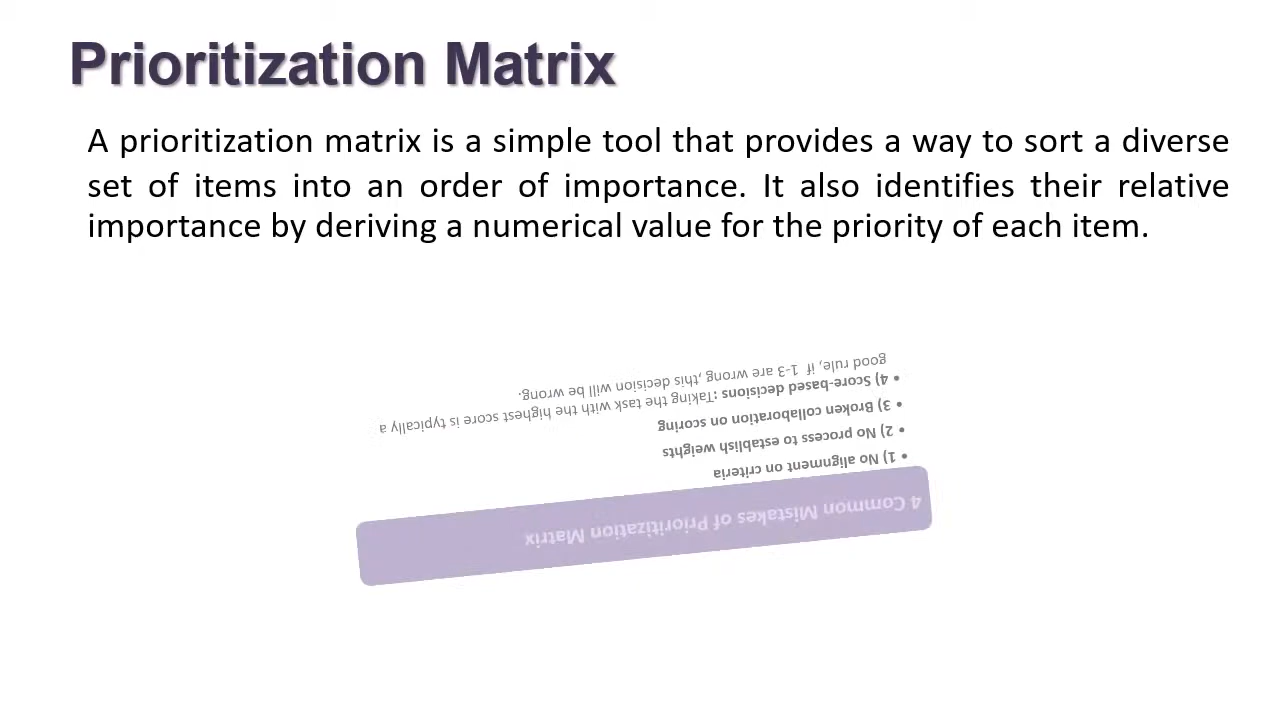 Prioritization Matrix
A prioritization matrix is a simple tool that provides a way to sort a diverse
set of items into an order of importance. It also identifies their relative
importance by deriving a numerical value for the priority of each item.
4 Common Mistakes of Prioritization Matrix
• 1) No alignment on criteria
• 2) No process to establish weights
• 3) Broken collaboration on scoring
• 4) Score-based decisions :Taking the task with the highest score is typically a
good rule, if 1-3 are wrong ,this decision will be wrong.